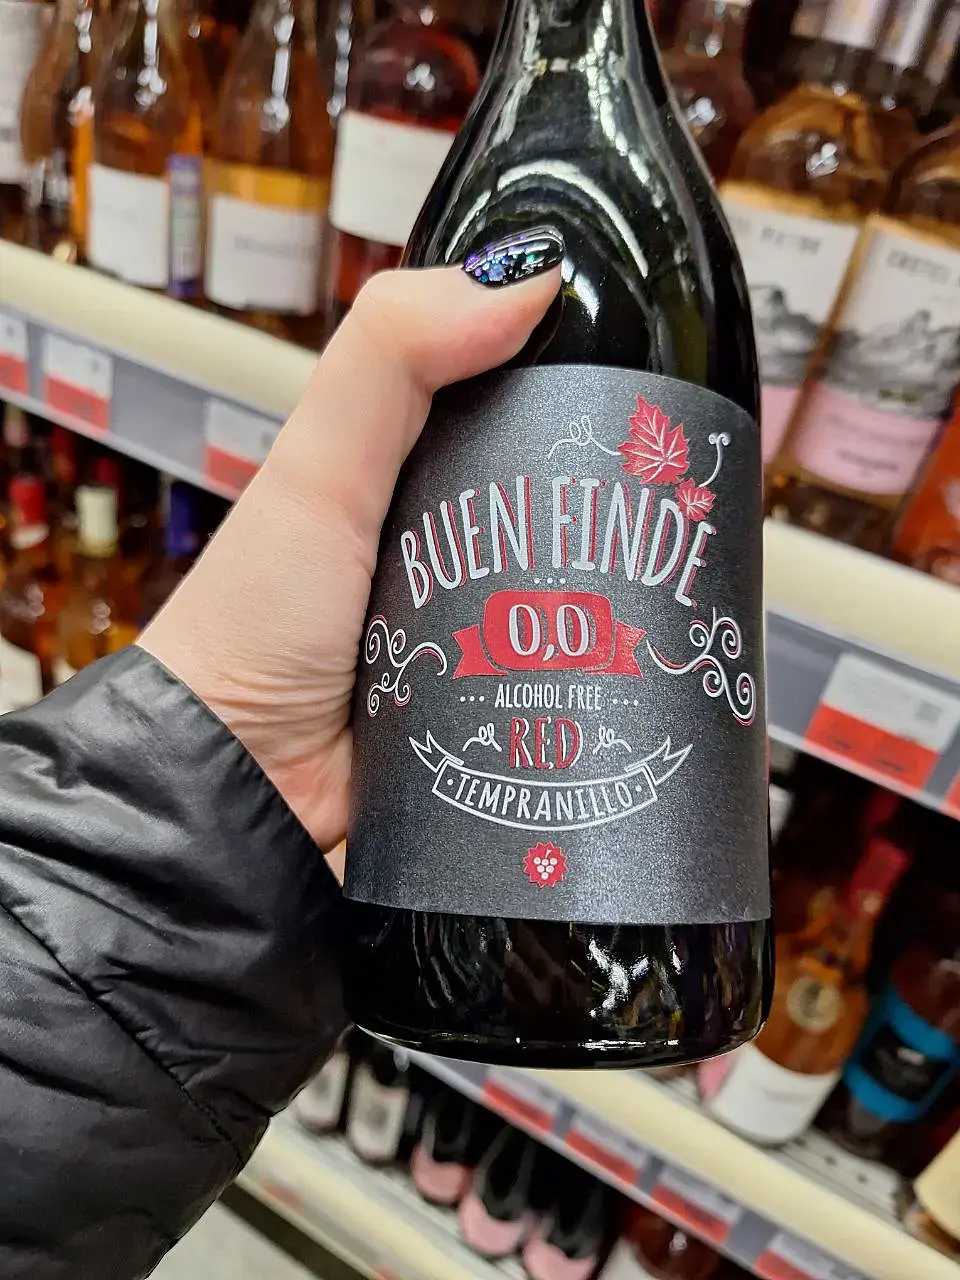 BUEN FINDE
0,0
ALCOHOL FREE
RED
TEMPRANILLO